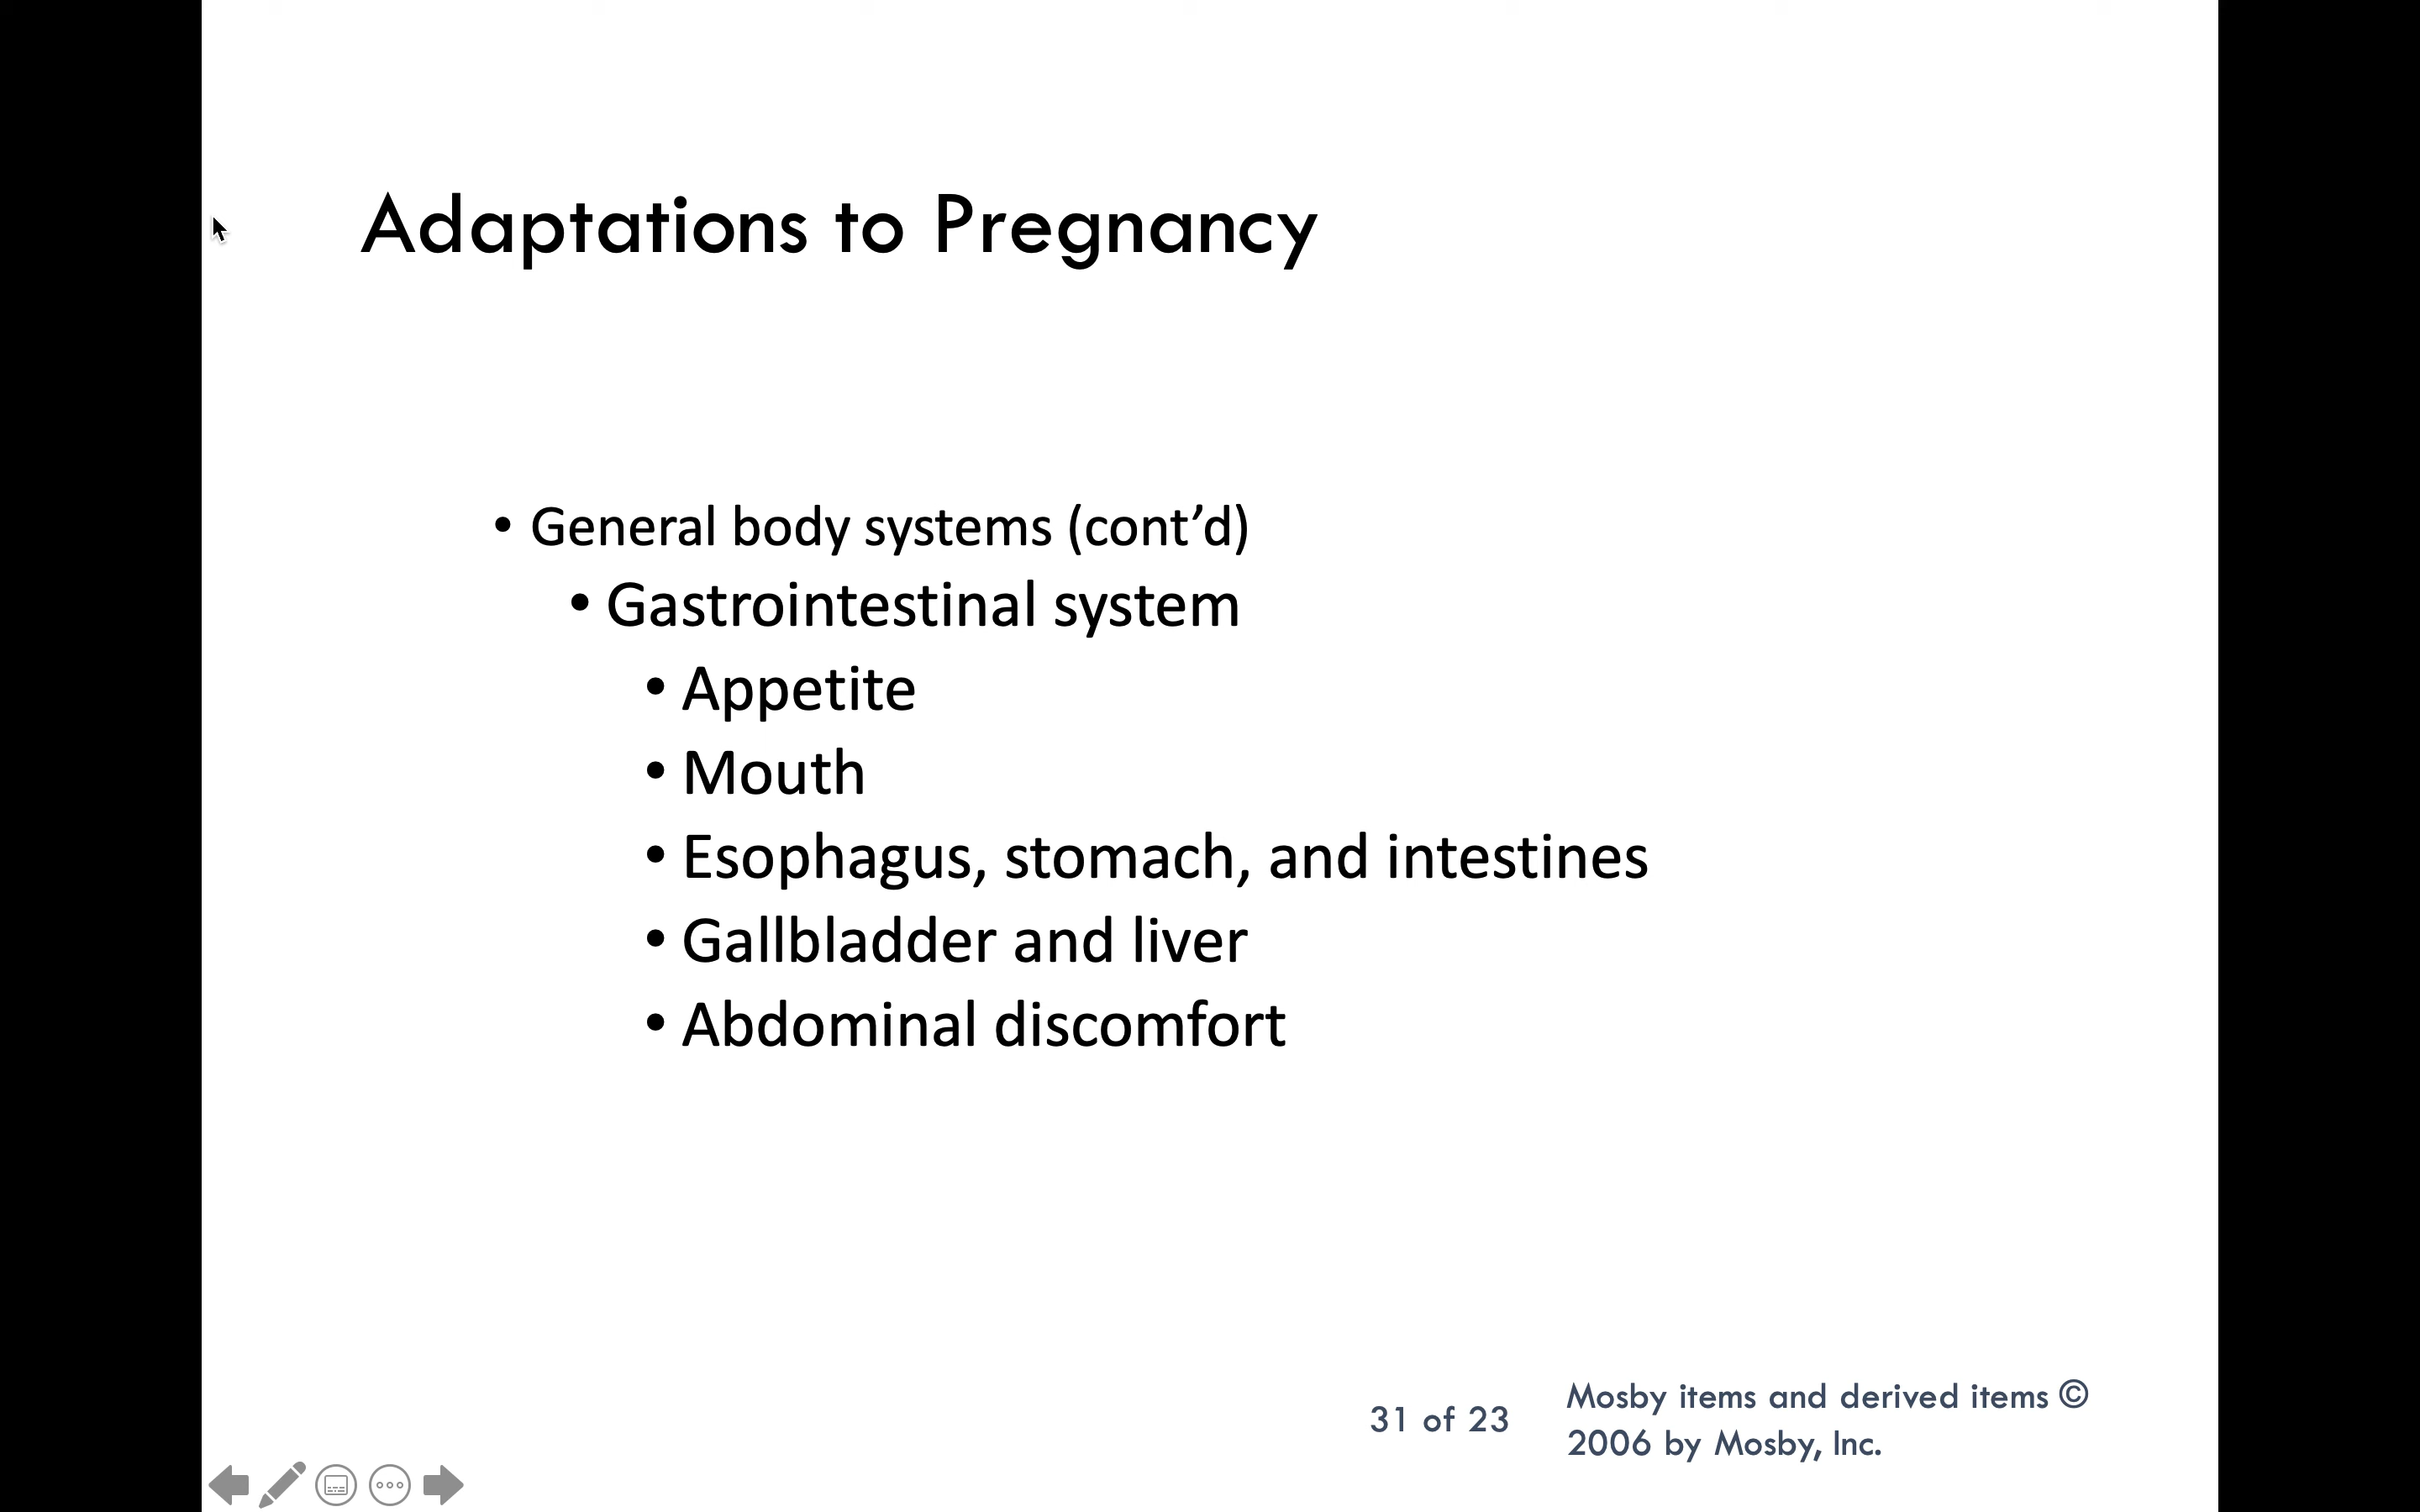 Adaptations to Pregnancy
• General body systems (cont’d)
• Gastrointestinal system
• Appetite
• Mouth
• Esophagus, stomach, and intestines
• Gallbladder and liver
• Abdominal discomfort
31 of 23
Mosby items and derived items ©
2006 by Mosby, Inc.